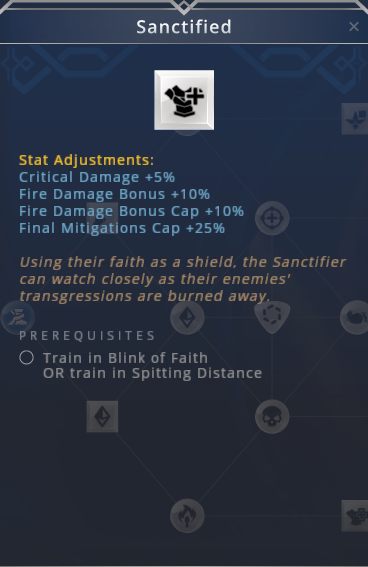 Sanctified
Stat Adjustments:
Critical Damage +5%
Fire Damage Bonus +10%
Fire Damage Bonus Cap +10%
Final Mitigations Cap +25%
Using their faith as a shield, the Sanctifier
can watch closely as their enemies'
transgressions are burned away.
PREREQUISITES
Train in Blink of Faith
OR train in Spitting Distance